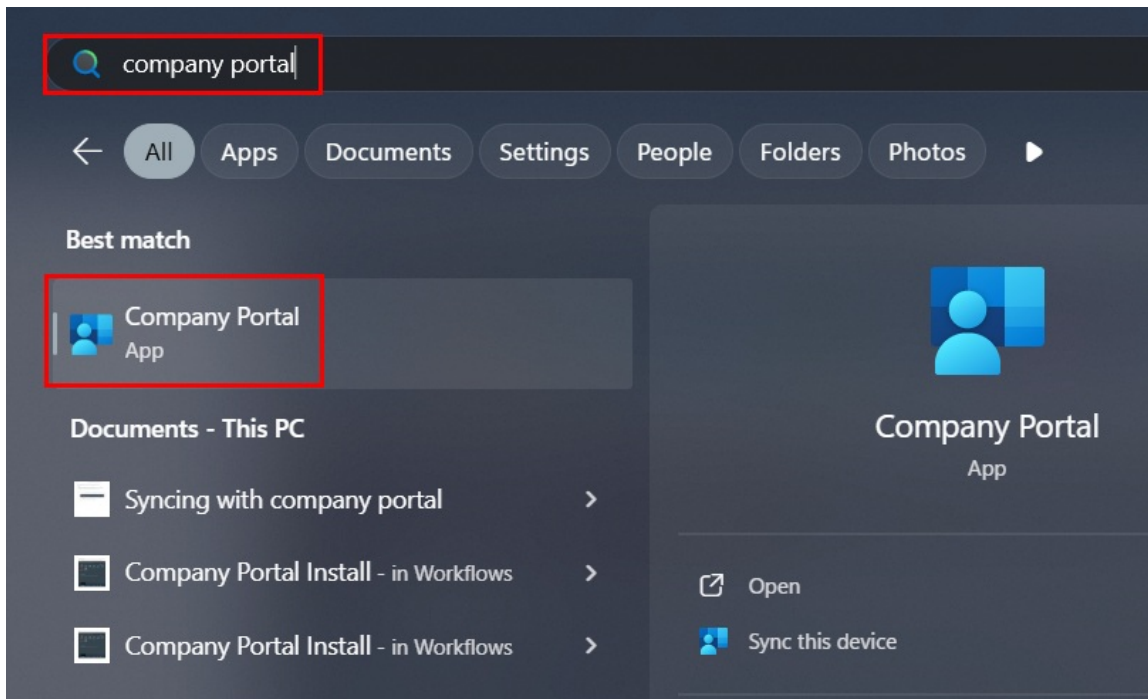 company portal
All Apps Documents Settings People Folders Photos
Best match
Company Portal
App
Documents - This PC
Syncing with company portal
Company Portal Install - in Workflows
Company Portal Install - in Workflows
Company Portal
App
Open
Sync this device